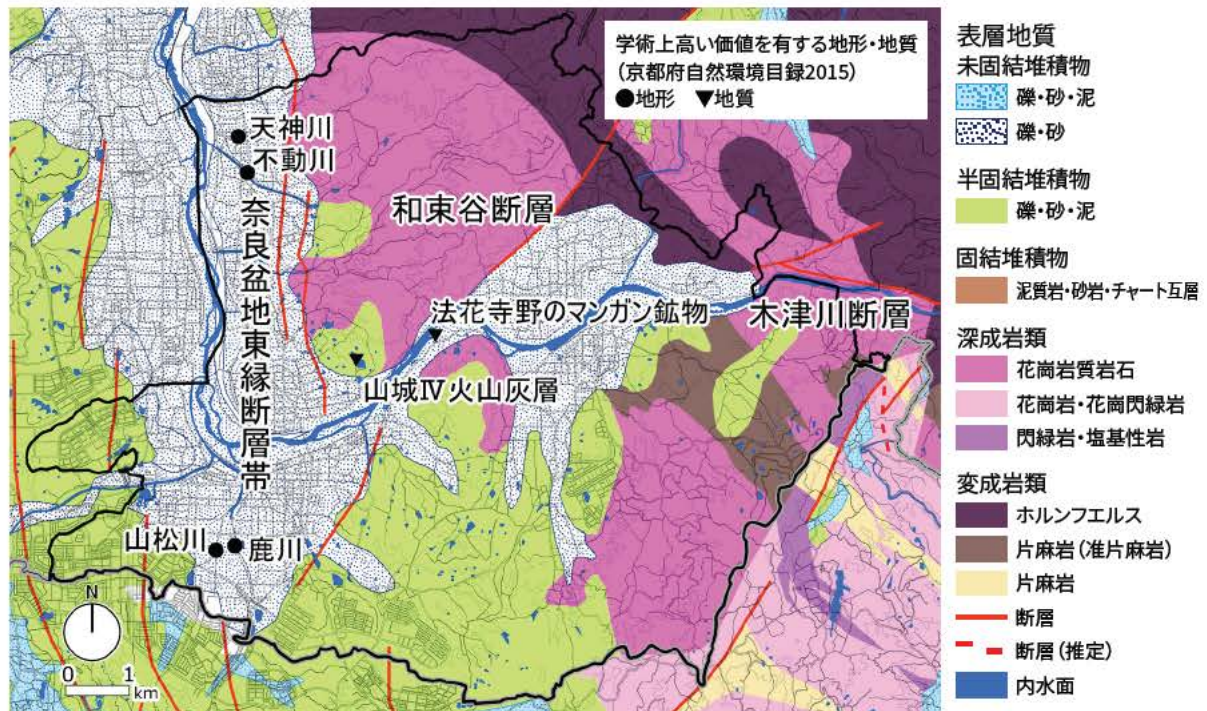 学術上高い価値を有する地形・地質
(京都府自然環境目録2015)
●地形 ▼地質
天神川
不動川
奈良盆地東縁断層帯
和束谷断層
法花寺野のマンガン鉱物
木津川断層
山城Ⅳ火山灰層
山松川
鹿川
N
0 1
km
表層地質
未固結堆積物
礫・砂・泥
礫・砂
半固結堆積物
礫・砂・泥
固結堆積物
泥質岩・砂岩・チャート互層
深成岩類
花崗岩質岩石
花崗岩・花崗閃緑岩
閃緑岩・塩基性岩
変成岩類
ホルンフエルス
片麻岩(准片麻岩)
片麻岩
断層
断層(推定)
内水面